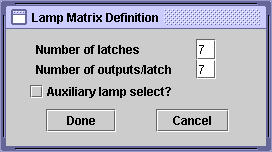 Lamp Matrix Definition
Number of latches 7
Number of outputs/latch 7
Auxiliary lamp select?
Done Cancel